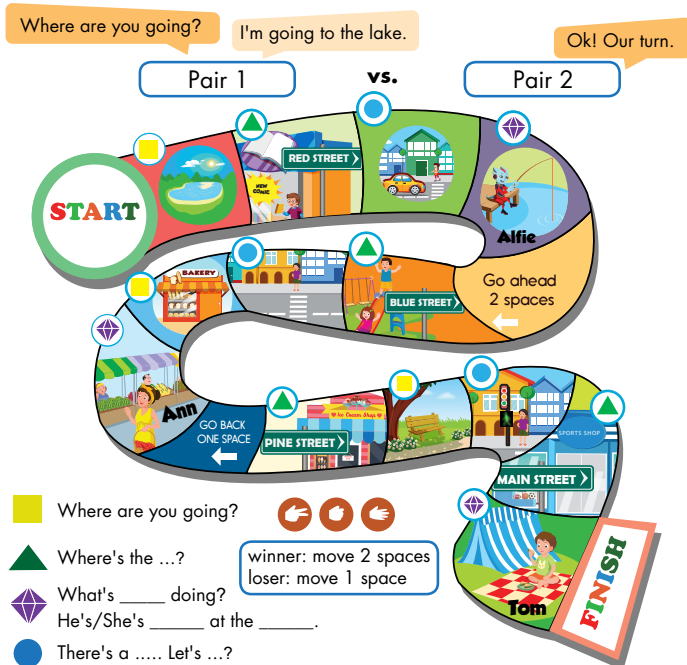 Where are you going?
I'm going to the lake.
Ok! Our turn.
Pair 1
vs.
Pair 2
START
NEW
COMIC
RED STREET
Alfie
Go ahead
2 spaces
BLUE STREET
BAKERY
Ann
GO BACK
ONE SPACE
PINE STREET
Ice Cream Shop
SPORTS SHOP
MAIN STREET
Tom
FINISH
Where are you going?
Where's the ...?
What's _____ doing?
He's/She's ______ at the ______.
There's a ..... Let's ...?
winner: move 2 spaces
loser: move 1 space